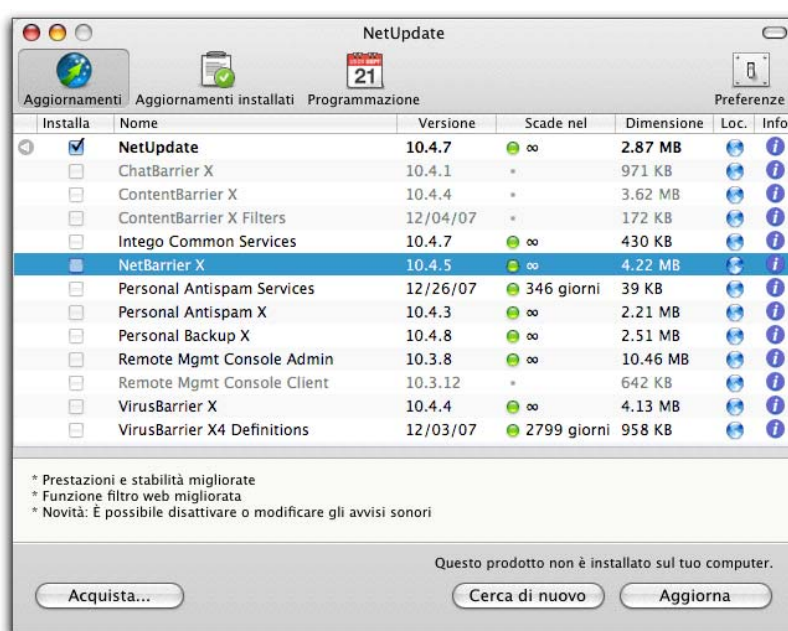 NetUpdate
Aggiornamenti Aggiornamenti installati Programmazione Preferenze
21
Installa Nome Versione Scade nel Dimensione Loc. Info
NetUpdate 10.4.7 ∞ 2.87 MB
ChatBarrier X 10.4.1 - 971 KB
ContentBarrier X 10.4.4 - 3.62 MB
ContentBarrier X Filters 12/04/07 - 172 KB
Intego Common Services 10.4.7 ∞ 430 KB
NetBarrier X 10.4.5 ∞ 4.22 MB
Personal Antispam Services 12/26/07 346 giorni 39 KB
Personal Antispam X 10.4.3 ∞ 2.21 MB
Personal Backup X 10.4.8 ∞ 2.51 MB
Remote Mgmt Console Admin 10.3.8 ∞ 10.46 MB
Remote Mgmt Console Client 10.3.12 - 642 KB
VirusBarrier X 10.4.4 ∞ 4.13 MB
VirusBarrier X4 Definitions 12/03/07 2799 giorni 958 KB
* Prestazioni e stabilità migliorate
* Funzione filtro web migliorata
* Novità: È possibile disattivare o modificare gli avvisi sonori
Questo prodotto non è installato sul tuo computer.
Acquista... Cerca di nuovo Aggiorna